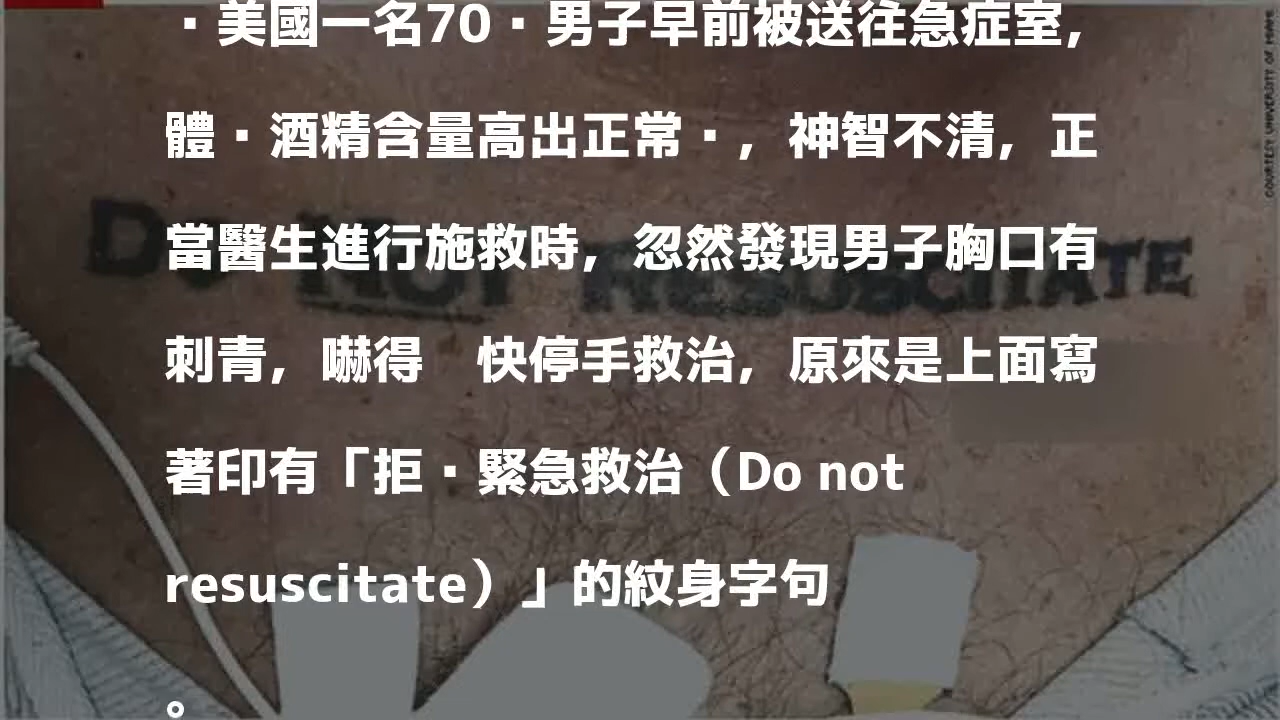 ·美國一名70·男子早前被送往急症室，
體·酒精含量高出正常·，神智不清，正
當醫生進行施救時，忽然發現男子胸口有
刺青，嚇得　快停手救治，原來是上面寫
著印有「拒·緊急救治（Do not
resuscitate）」的紋身字句
。
Do NOT RESUSCITATE